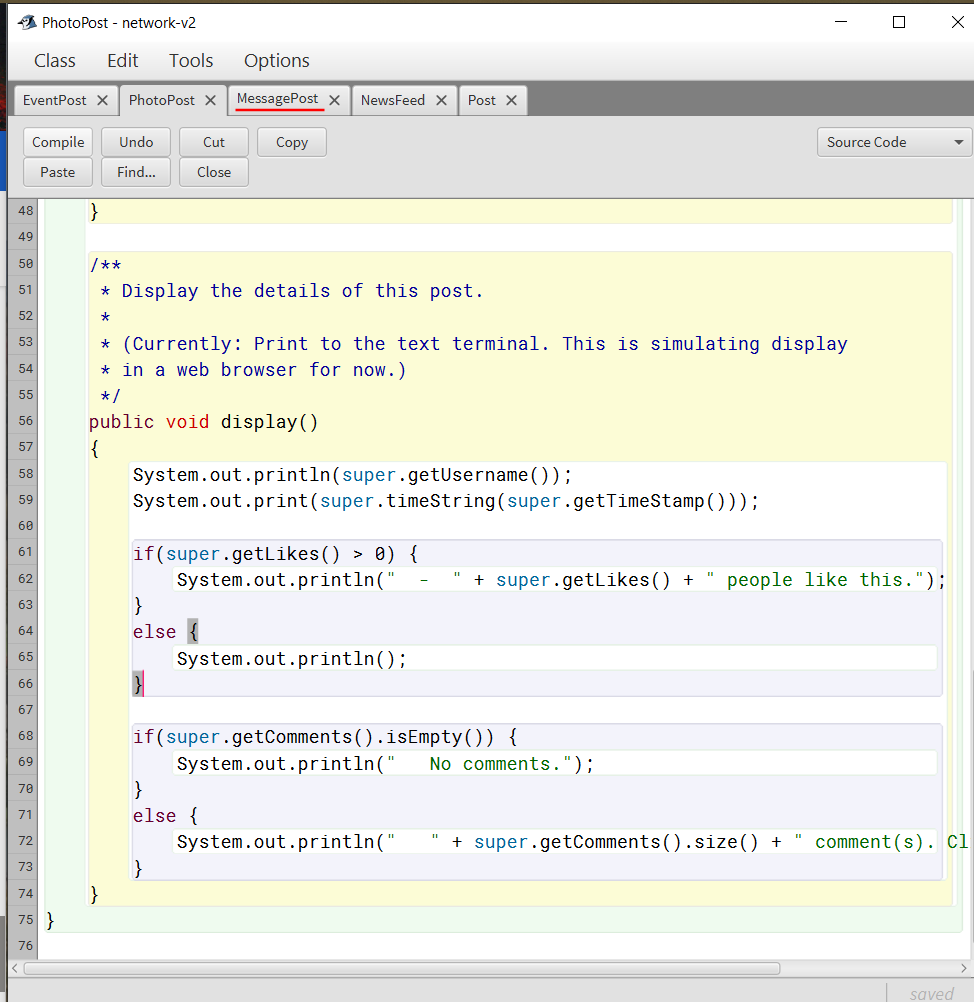 PhotoPost - network-v2
Class Edit Tools Options
EventPost PhotoPost MessagePost NewsFeed Post
Compile Undo Cut Copy Source Code
Paste Find... Close
48 }
49
50 /**
51 * Display the details of this post.
52 *
53 * (Currently: Print to the text terminal. This is simulating display
54 * in a web browser for now.)
55 */
56 public void display()
57 {
58 System.out.println(super.getUsername());
59 System.out.print(super.timeString(super.getTimeStamp()));
60
61 if(super.getLikes() > 0) {
62 System.out.println("  -  " + super.getLikes() + " people like this.");
63 }
64 else {
65 System.out.println();
66 }
67
68 if(super.getComments().isEmpty()) {
69 System.out.println("   No comments.");
70 }
71 else {
72 System.out.println("   " + super.getComments().size() + " comment(s). Cl
73 }
74 }
75 }
76
saved